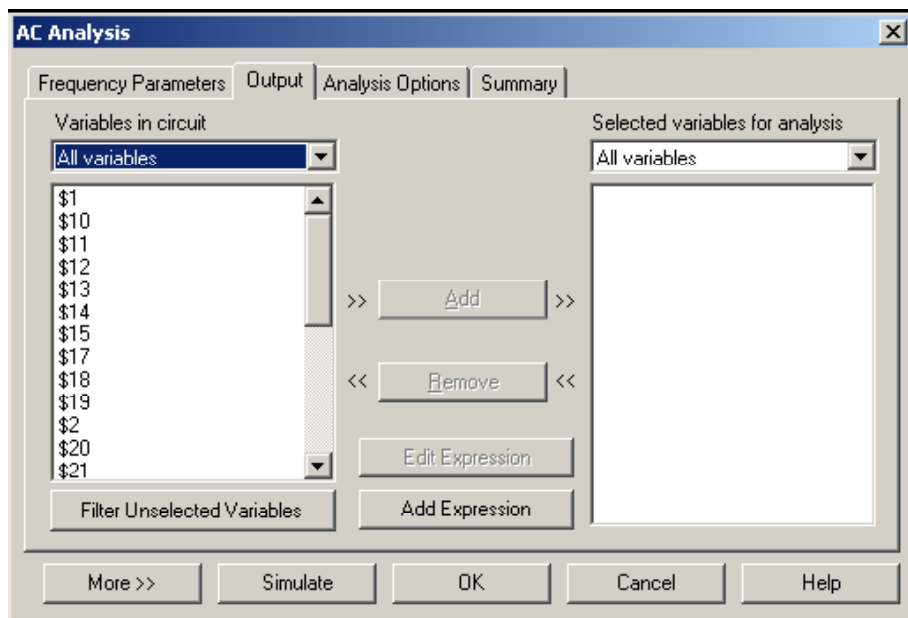 AC Analysis
Frequency Parameters Output Analysis Options Summary
Variables in circuit
All variables
$1
$10
$11
$12
$13
$14
$15
$17
$18
$19
$2
$20
$21
Filter Unselected Variables
>> Add >>
<< Remove <<
Edit Expression
Add Expression
Selected variables for analysis
All variables
More >> Simulate OK Cancel Help